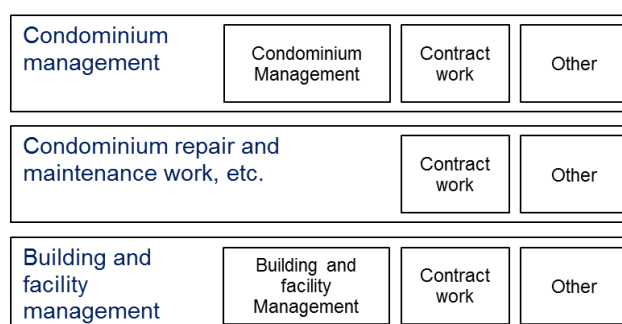 Condominium
management
Condominium
Management
Contract
work
Other
Condominium repair and
maintenance work, etc.
Contract
work
Other
Building and
facility
management
Building and
facility
Management
Contract
work
Other